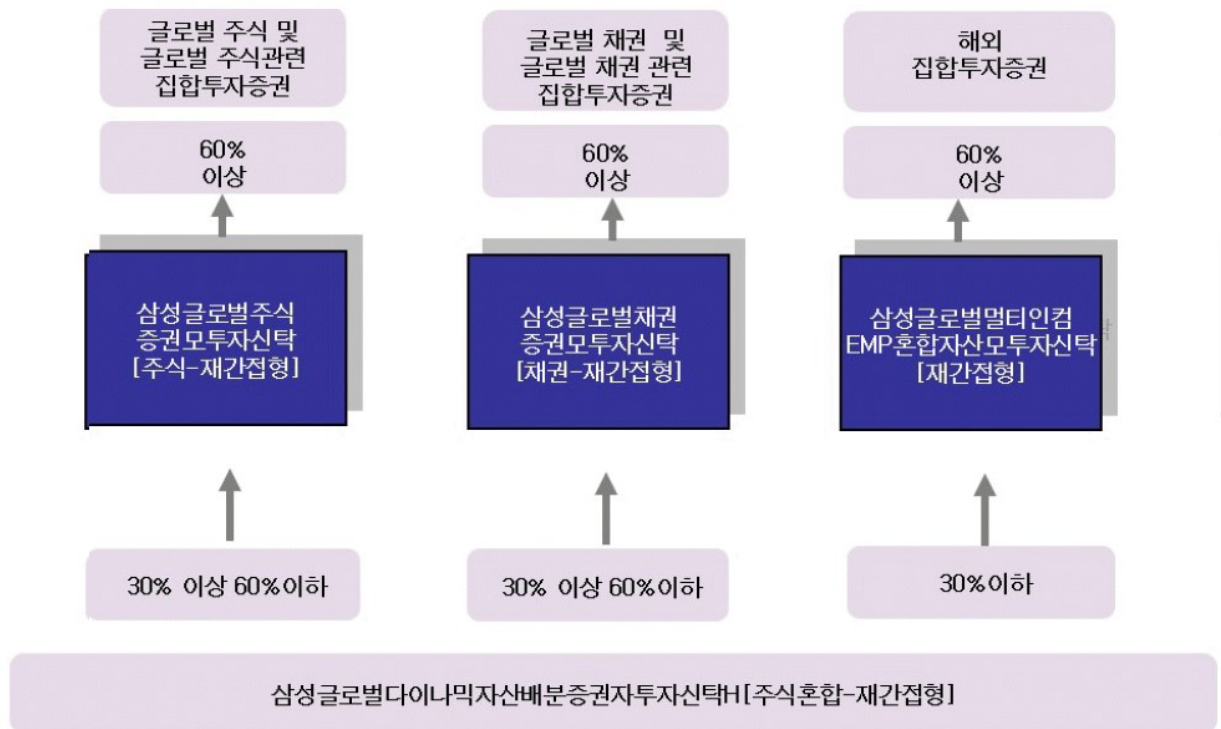 글로벌 주식 및
글로벌 주식관련
집합투자증권
글로벌 채권 및
글로벌 채권 관련
집합투자증권
해외
집합투자증권
60%
이상
60%
이상
60%
이상
삼성글로벌주식
증권모투자신탁
[주식-재간접형]
삼성글로벌채권
증권모투자신탁
[채권-재간접형]
삼성글로벌멀티인컴
EMP혼합자산모투자신탁
[재간접형]
30% 이상 60%이하
30% 이상 60%이하
30%이하
삼성글로벌다이나믹자산배분증권자투자신탁H[주식혼합-재간접형]